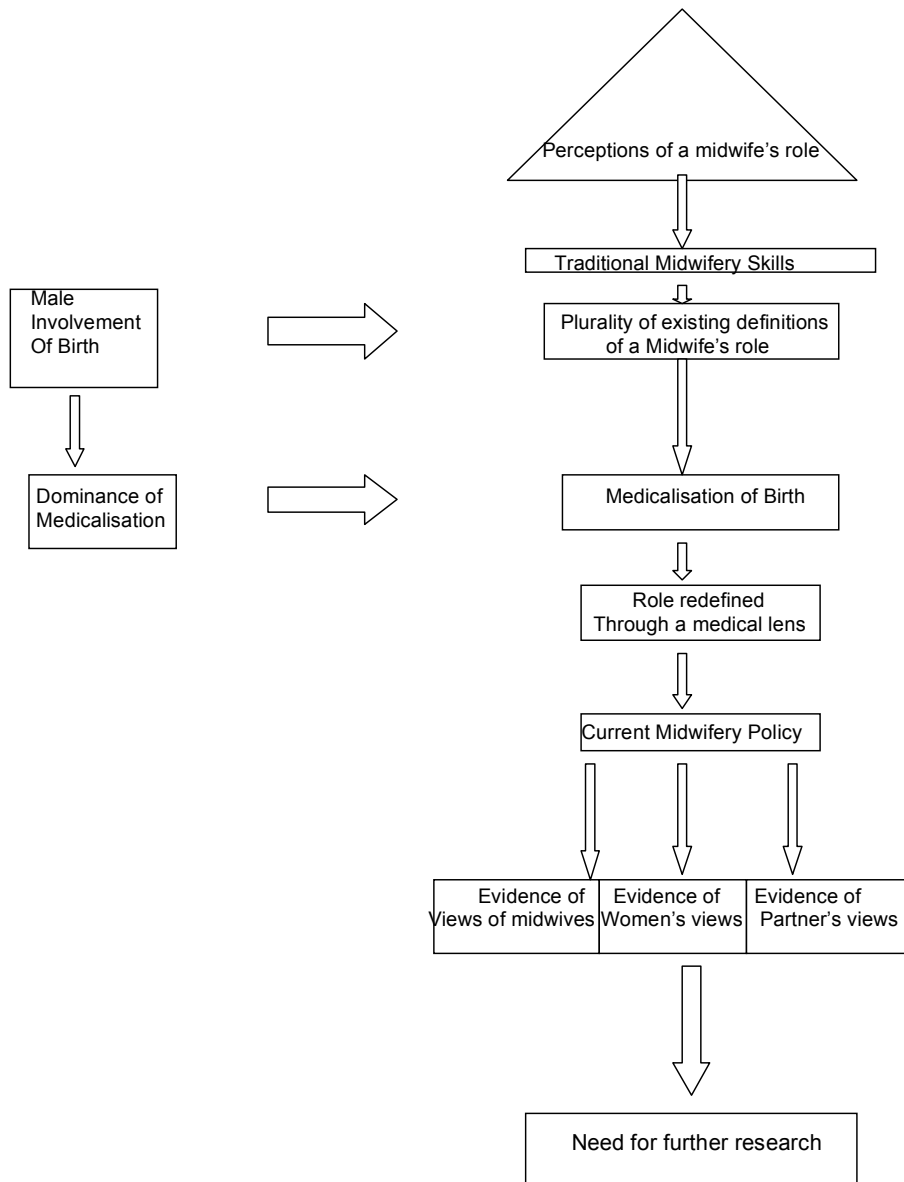 Perceptions of a midwife's role
Traditional Midwifery Skills
Male
Involvement
Of Birth
Plurality of existing definitions
of a Midwife's role
Dominance of
Medicalisation
Medicalisation of Birth
Role redefined
Through a medical lens
Current Midwifery Policy
Evidence of
Views of midwives
Evidence of
Women's views
Evidence of
Partner's views
Need for further research